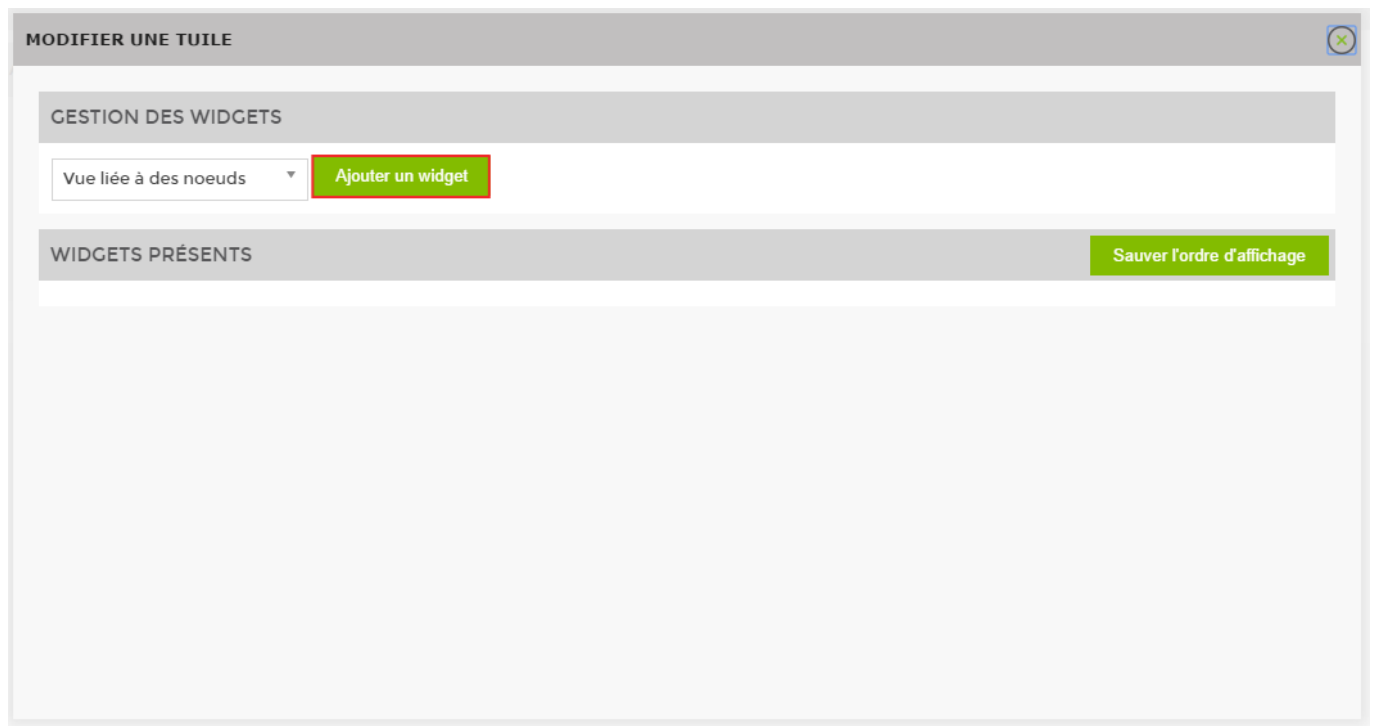 MODIFIER UNE TUILE
GESTION DES WIDGETS
Vue liée à des noeuds
Ajouter un widget
WIDGETS PRÉSENTS
Sauver l'ordre d'affichage